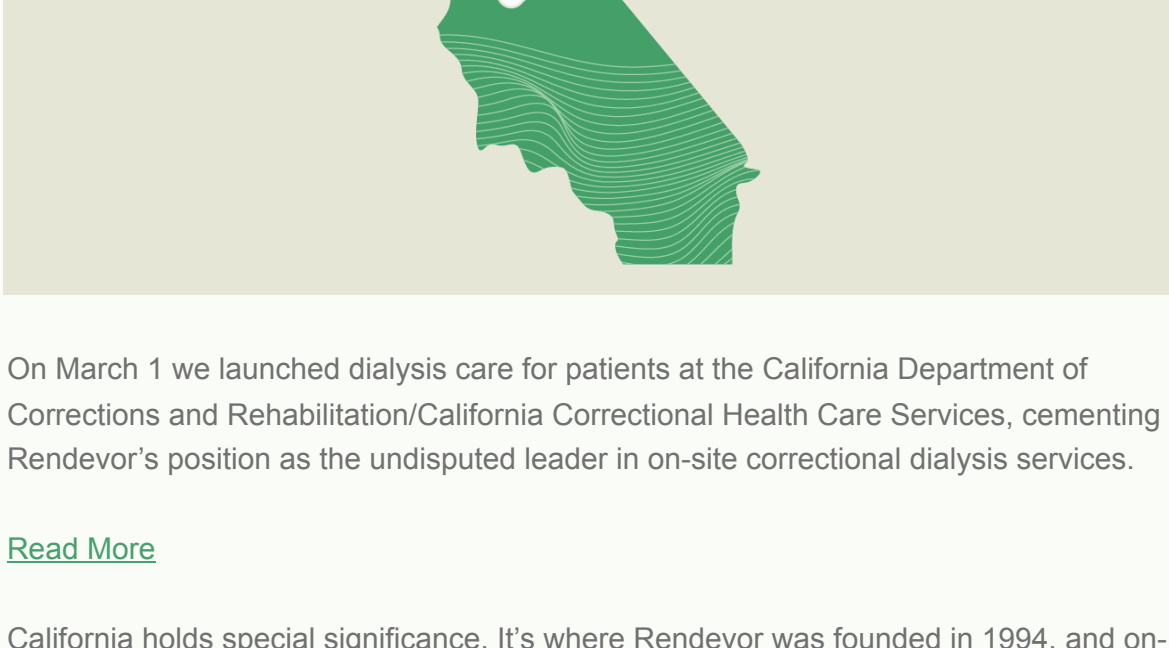 On March 1 we launched dialysis care for patients at the California Department of
Corrections and Rehabilitation/California Correctional Health Care Services, cementing
Rendevor’s position as the undisputed leader in on-site correctional dialysis services.
Read More
California holds special significance. It’s where Rendevor was founded in 1994, and on-